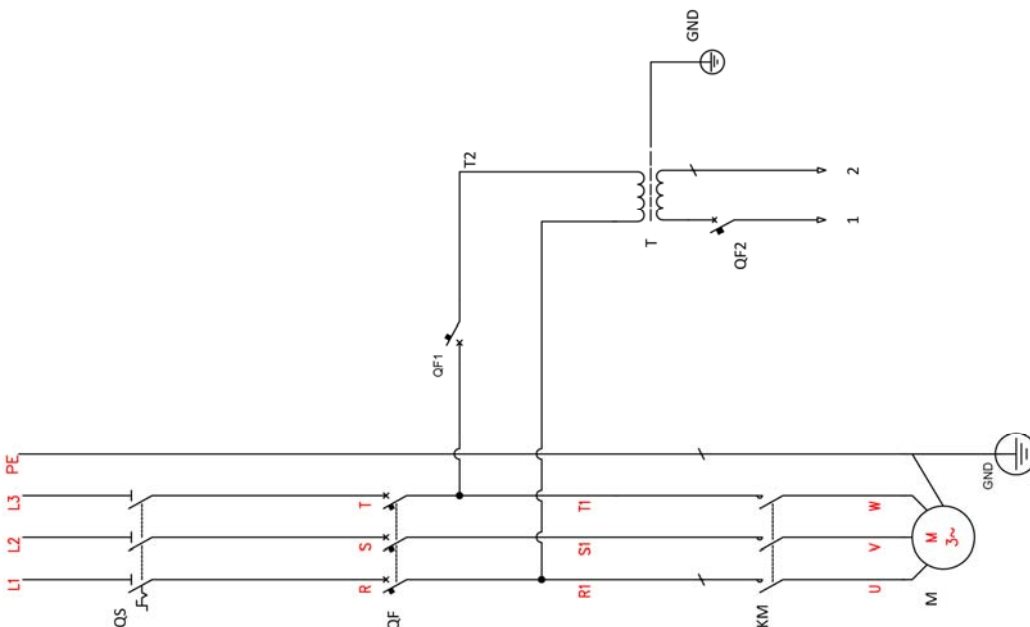 L1
L2
L3
PE
QS
R
S
T
QF
QF1
T2
GND
T
QF2
1
2
R1
S1
T1
KM
U
V
W
M
3~
M
GND